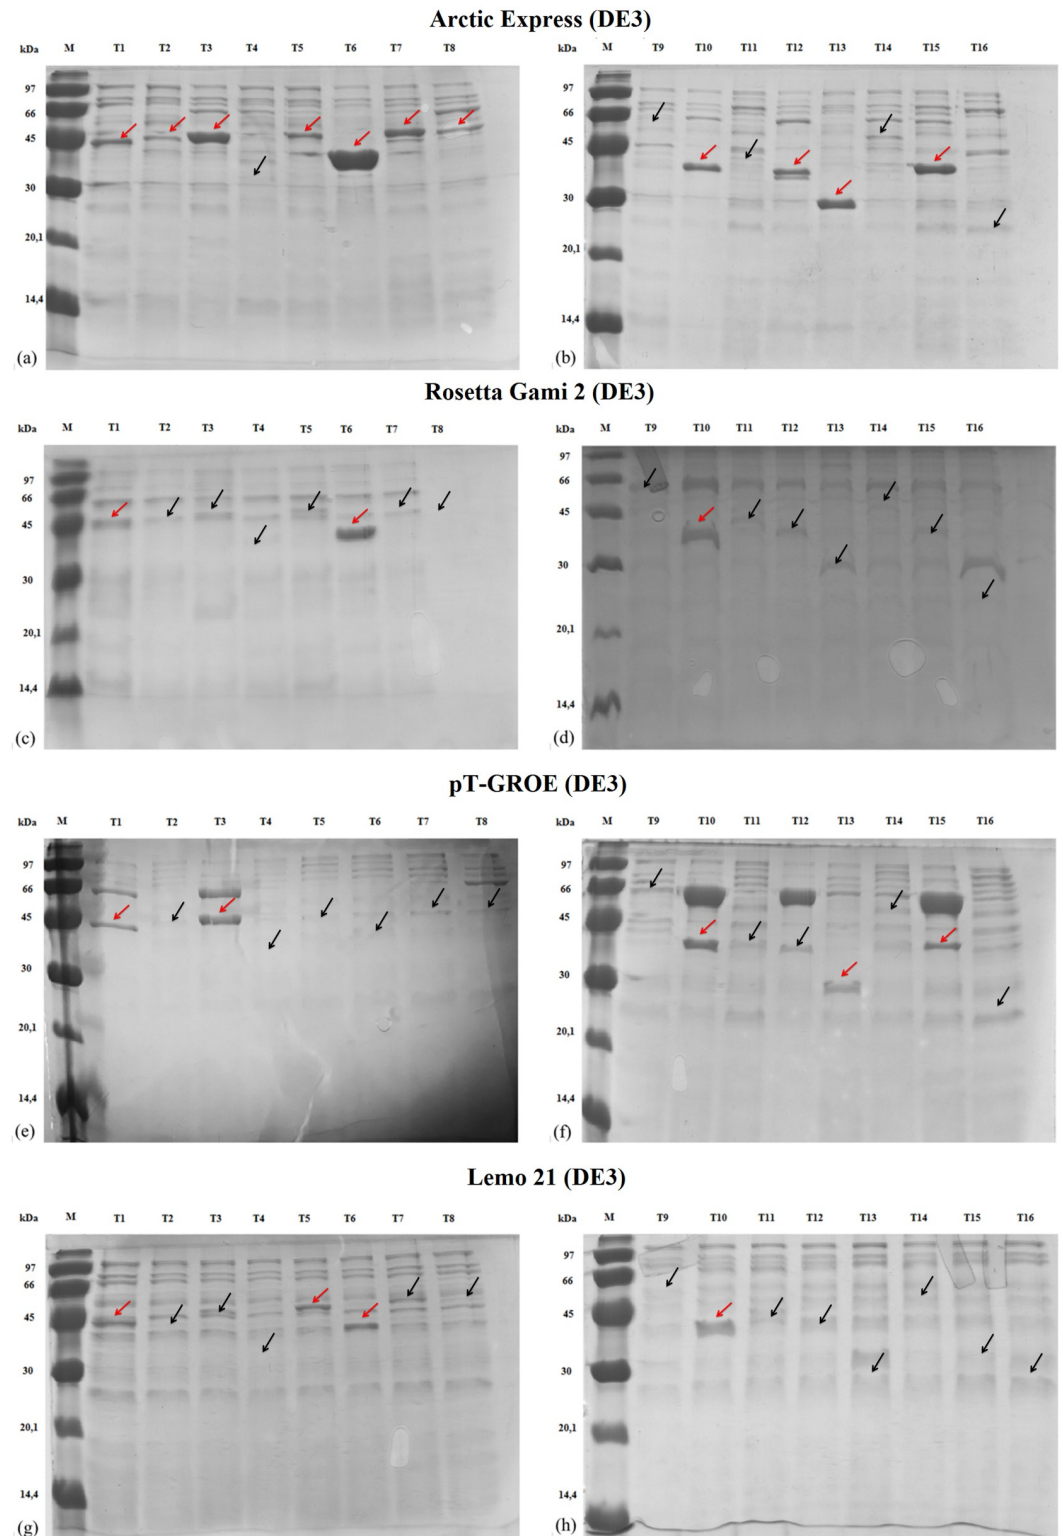 Arctic Express (DE3)
kDa M T1 T2 T3 T4 T5 T6 T7 T8
97
66
45
30
20,1
14,4
(a)
kDa M T9 T10 T11 T12 T13 T14 T15 T16
97
66
45
30
20,1
14,4
(b)
Rosetta Gami 2 (DE3)
kDa M T1 T2 T3 T4 T5 T6 T7 T8
97
66
45
30
20,1
14,4
(c)
kDa M T9 T10 T11 T12 T13 T14 T15 T16
97
66
45
30
20,1
14,4
(d)
pT-GROE (DE3)
kDa M T1 T2 T3 T4 T5 T6 T7 T8
97
66
45
30
20,1
14,4
(e)
kDa M T9 T10 T11 T12 T13 T14 T15 T16
97
66
45
30
20,1
14,4
(f)
Lemo 21 (DE3)
kDa M T1 T2 T3 T4 T5 T6 T7 T8
97
66
45
30
20,1
14,4
(g)
kDa M T9 T10 T11 T12 T13 T14 T15 T16
97
66
45
30
20,1
14,4
(h)